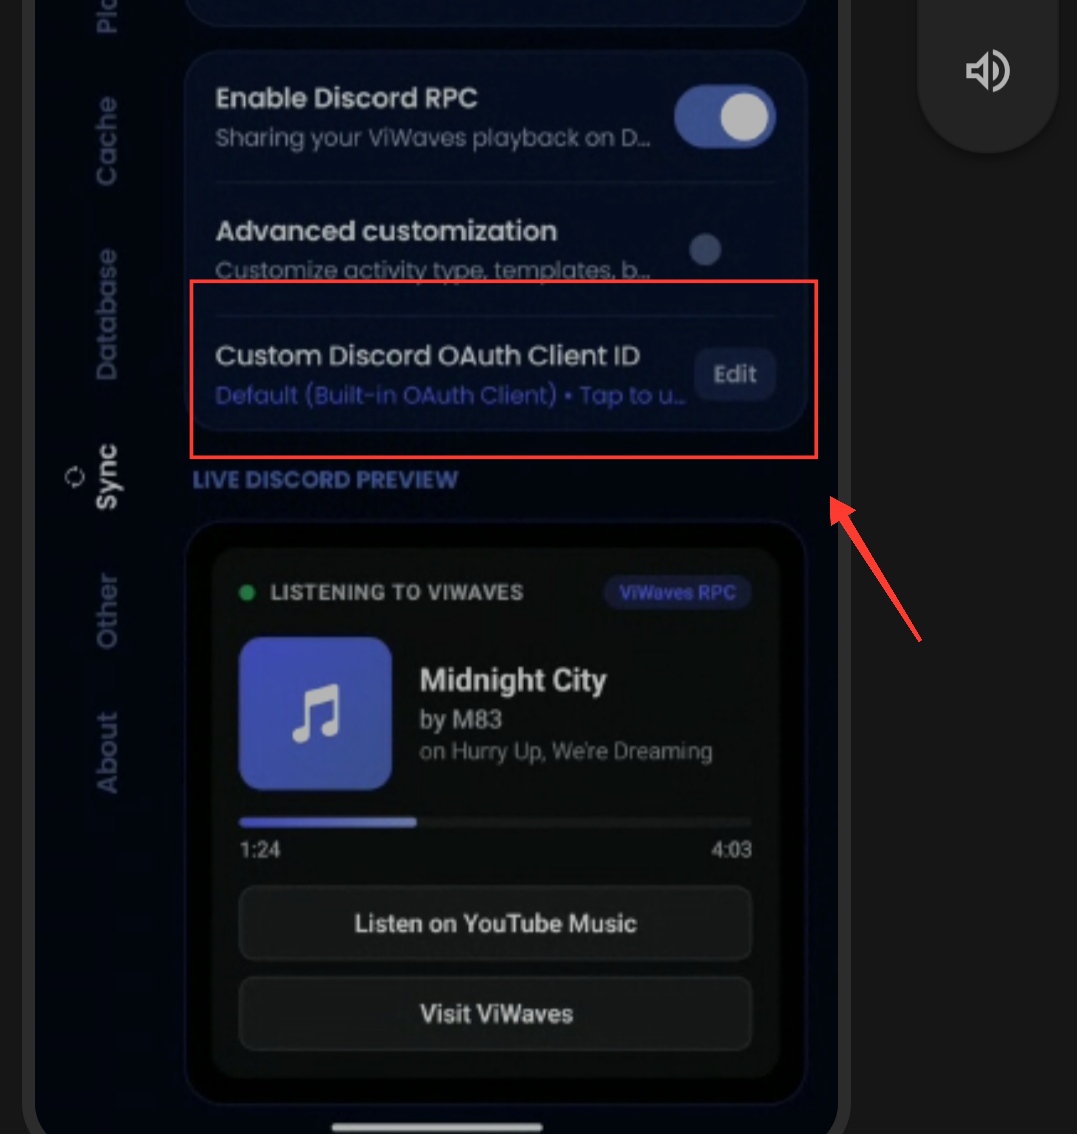 Cache
Database
Sync
Other
About
Enable Discord RPC
Sharing your ViWaves playback on D...
Advanced customization
Customize activity type, templates, b...
Custom Discord OAuth Client ID
Default (Built-in OAuth Client) • Tap to u...
Edit
LIVE DISCORD PREVIEW
LISTENING TO VIWAVES
ViWaves RPC
Midnight City
by M83
on Hurry Up, We're Dreaming
1:24
4:03
Listen on YouTube Music
Visit ViWaves